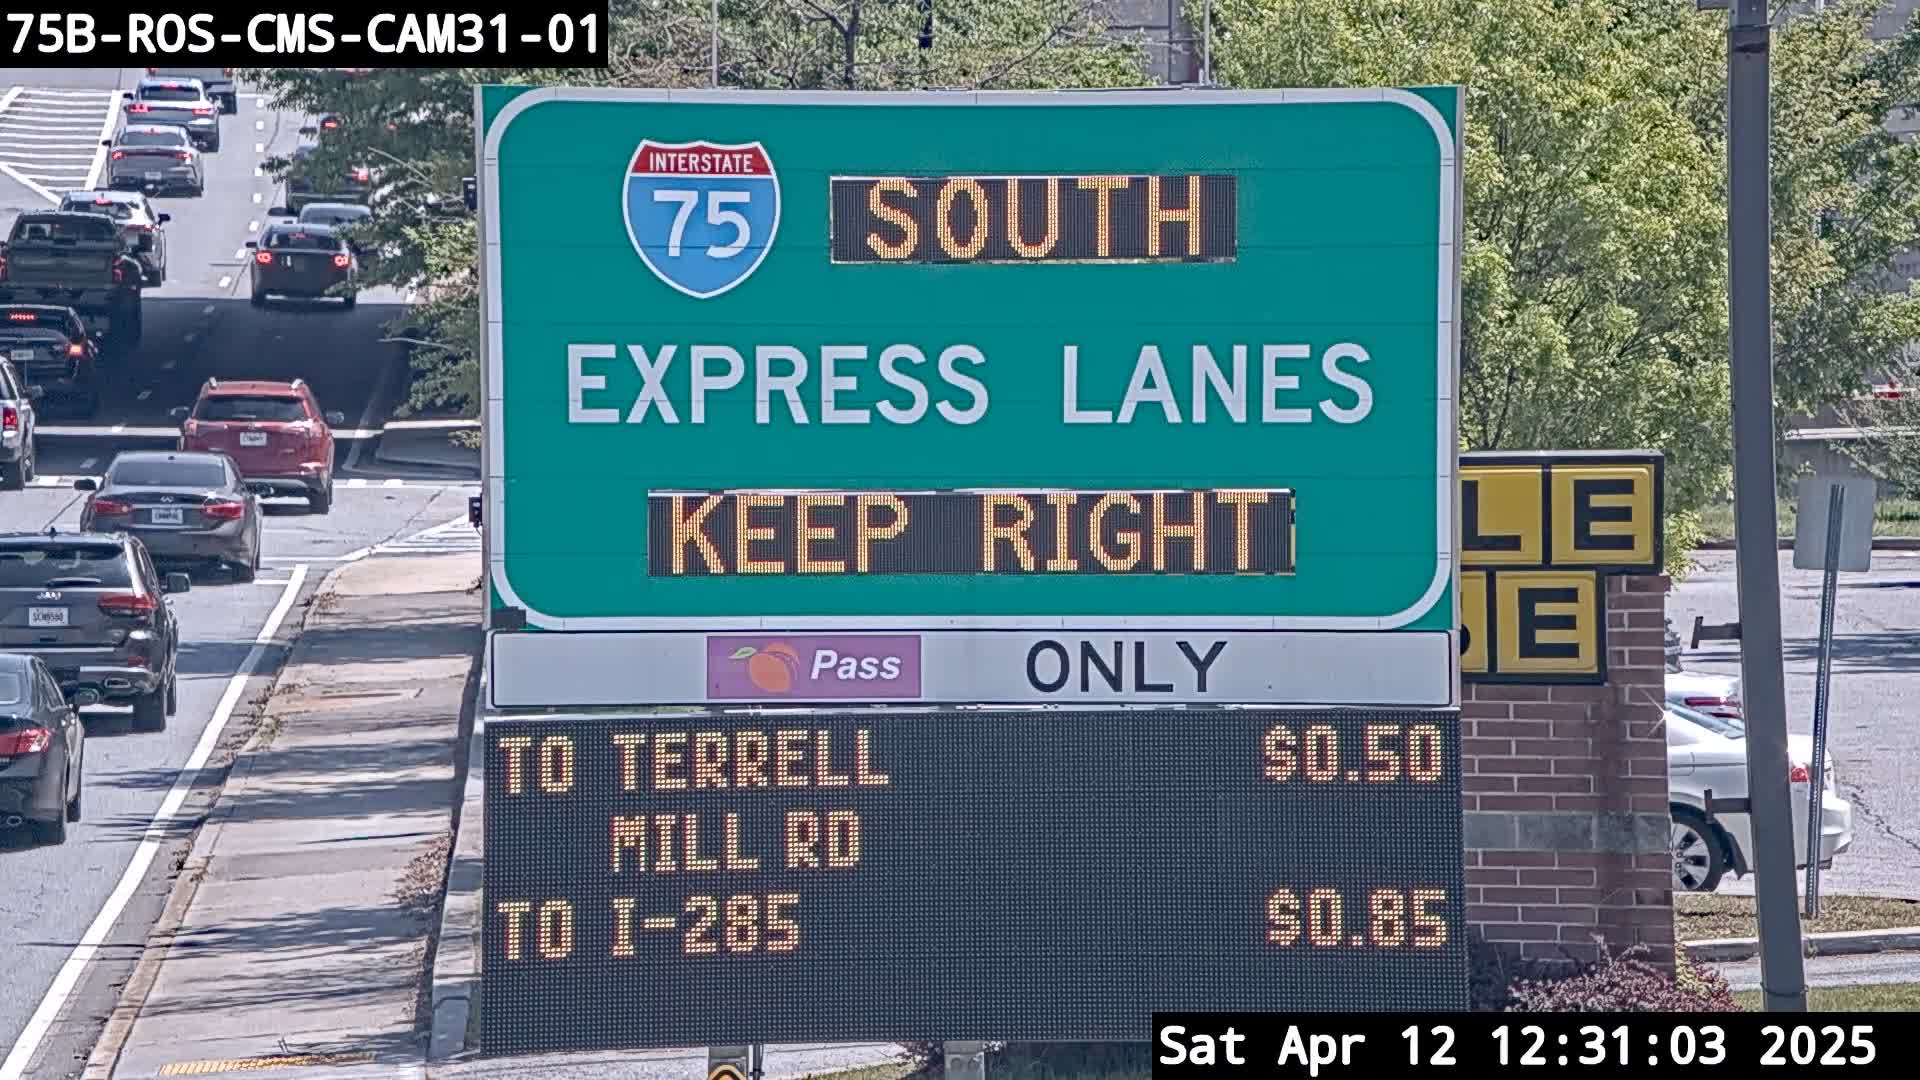 75B-ROS-CMS-CAM31-01
INTERSTATE
75
SOUTH
EXPRESS LANES
KEEP RIGHT
Pass ONLY
TO TERRELL $0.50
MILL RD
TO I-285 $0.85
LE
E
Sat Apr 12 12:31:03 2025